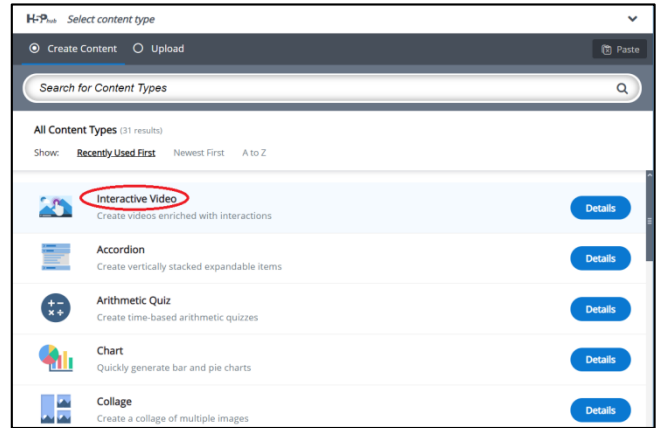 H-P hub Select content type
Create Content Upload Paste
Search for Content Types
All Content Types (31 results)
Show: Recently Used First Newest First A to Z
Interactive Video
Create videos enriched with interactions
Details
Accordion
Create vertically stacked expandable items
Details
Arithmetic Quiz
Create time-based arithmetic quizzes
Details
Chart
Quickly generate bar and pie charts
Details
Collage
Create a collage of multiple images
Details